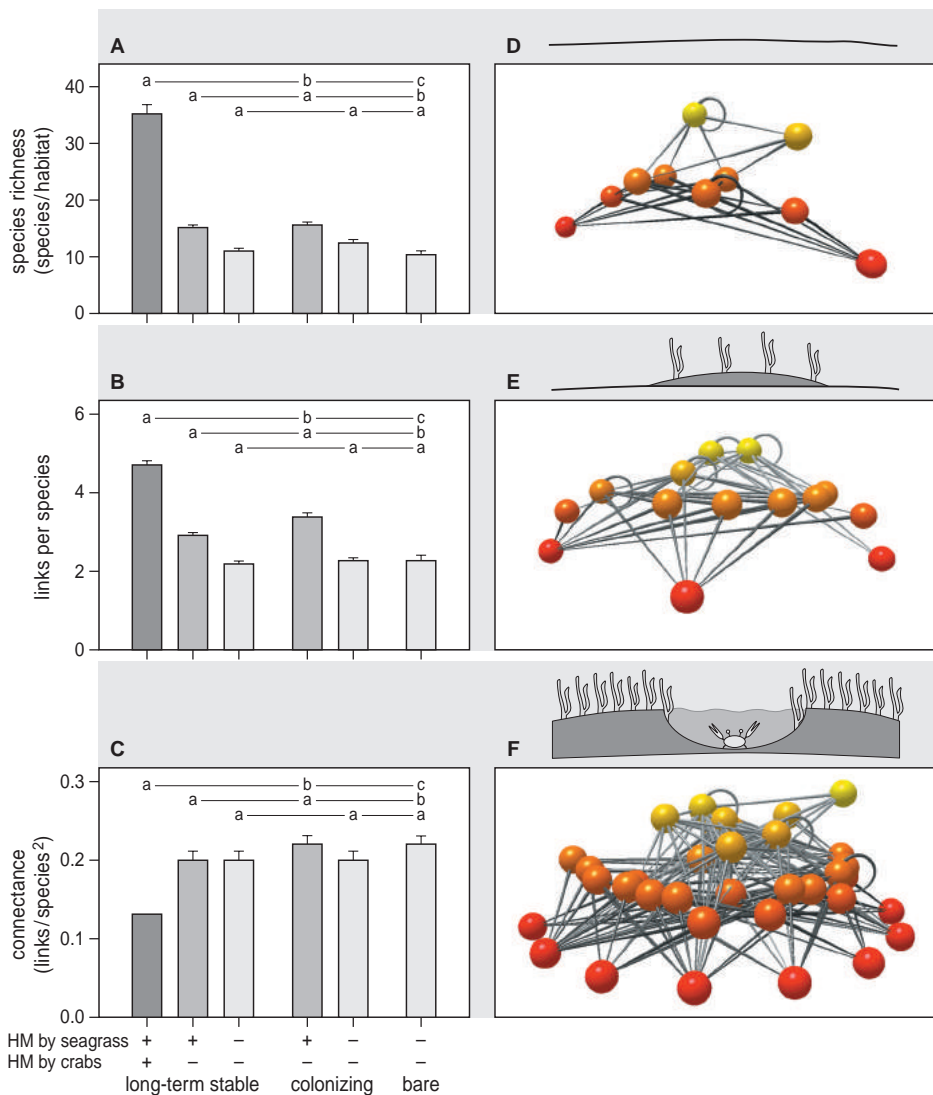 A
a b c
a a b
a a a
40
30
20
10
0
species richness
(species/habitat)
B
a b c
a a b
a a a
6
4
2
0
links per species
C
a b c
a a b
a a a
0.3
0.2
0.1
0.0
connectance
(links/species²)
HM by seagrass + + – + – –
HM by crabs + – – – – –
long-term stable colonizing bare
D
E
F